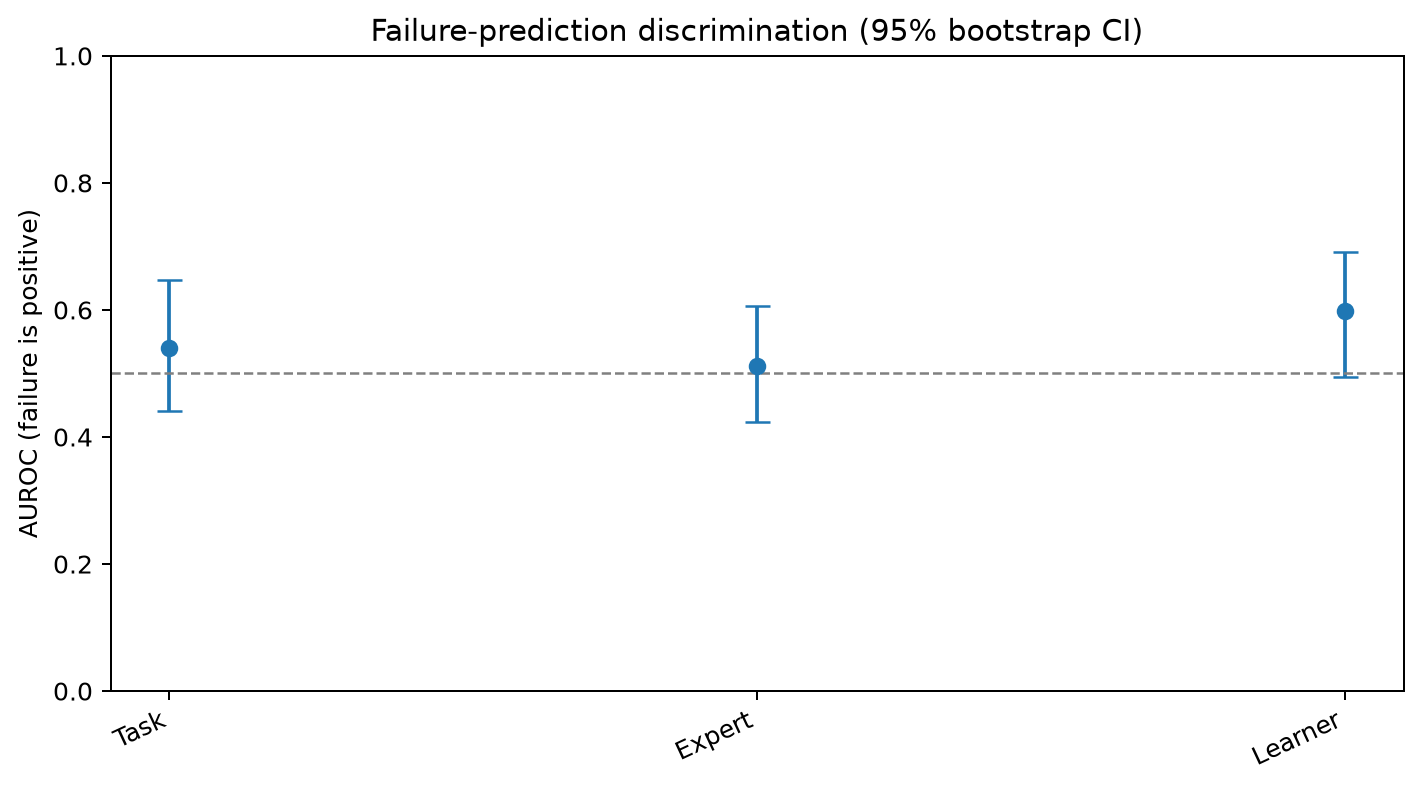 Failure-prediction discrimination (95% bootstrap CI)
AUROC (failure is positive)
1.0
0.8
0.6
0.4
0.2
0.0
Task
Expert
Learner